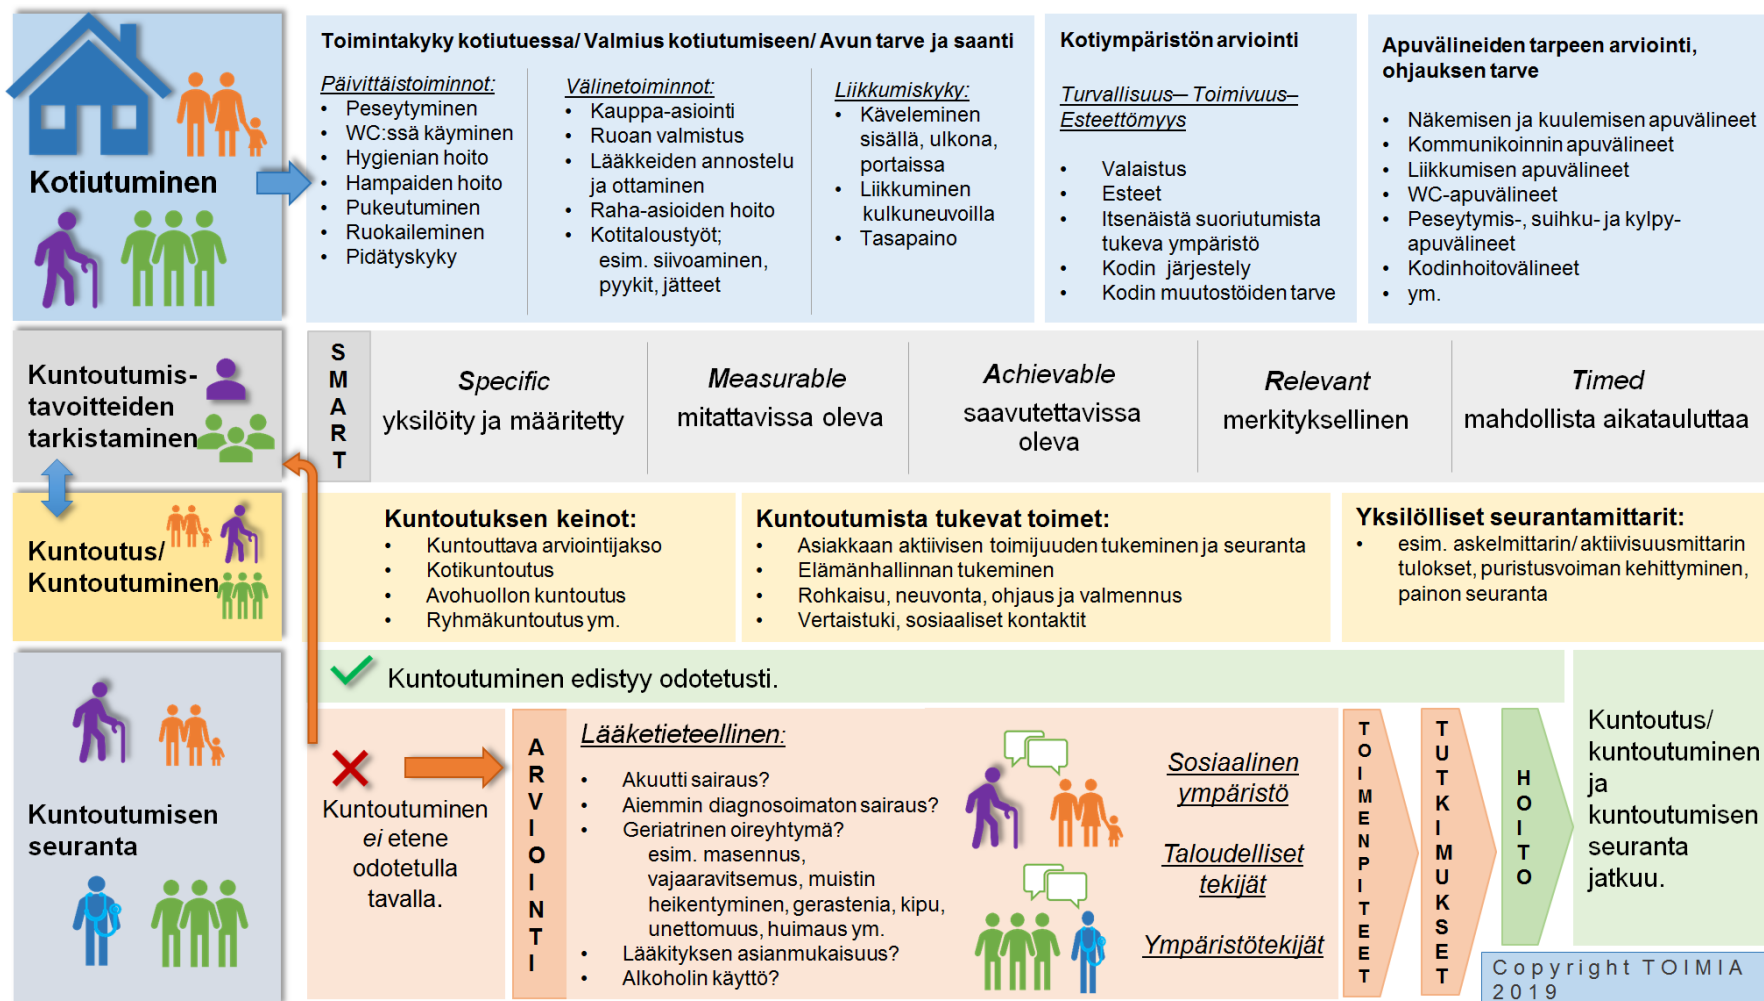 Kotiutuminen
Toimintakyky kotiutuessa/ Valmius kotiutumiseen/ Avun tarve ja saanti
Päivittäistoiminnot:
• Peseytyminen
• WC:ssä käyminen
• Hygienian hoito
• Hampaiden hoito
• Pukeutuminen
• Ruokaileminen
• Pidätyskyky
Välinetoiminnot:
• Kauppa-asiointi
• Ruoan valmistus
• Lääkkeiden annostelu
ja ottaminen
• Raha-asioiden hoito
• Kotitaloustyöt;
esim. siivoaminen,
pyykit, jätteet
Liikkumiskyky:
• Käveleminen
sisällä, ulkona,
portaissa
• Liikkuminen
kulkuneuvoilla
• Tasapaino
Kotiympäristön arviointi
Turvallisuus– Toimivuus–
Esteettömyys
• Valaistus
• Esteet
• Itsenäistä suoriutumista
tukeva ympäristö
• Kodin järjestely
• Kodin muutostöiden tarve
Apuvälineiden tarpeen arviointi,
ohjauksen tarve
• Näkemisen ja kuulemisen apuvälineet
• Kommunikoinnin apuvälineet
• Liikkumisen apuvälineet
• WC-apuvälineet
• Peseytymis-, suihku- ja kylpy-
apuvälineet
• Kodinhoitovälineet
• ym.
Kuntoutumis-
tavoitteiden
tarkistaminen
SMART
Specific
yksilöity ja määritetty
Measurable
mitattavissa oleva
Achievable
saavutettavissa
oleva
Relevant
merkityksellinen
Timed
mahdollista aikatauluttaa
Kuntoutus/
Kuntoutuminen
Kuntoutuksen keinot:
• Kuntouttava arviointijakso
• Kotikuntoutus
• Avohuollon kuntoutus
• Ryhmäkuntoutus ym.
Kuntoutumista tukevat toimet:
• Asiakkaan aktiivisen toimijuuden tukeminen ja seuranta
• Elämänhallinnan tukeminen
• Rohkaisu, neuvonta, ohjaus ja valmennus
• Vertaistuki, sosiaaliset kontaktit
Yksilölliset seurantamittarit:
• esim. askelmittarin/ aktiivisuusmittarin
tulokset, puristusvoiman kehittyminen,
painon seuranta
Kuntoutumisen
seuranta
Kuntoutuminen edistyy odotetusti.
Kuntoutuminen
ei etene
odotetulla
tavalla.
ARVIOINTI
Lääketieteellinen:
• Akuutti sairaus?
• Aiemmin diagnosoimaton sairaus?
• Geriatrinen oireyhtymä?
esim. masennus,
vajaaravitsemus, muistin
heikentyminen, gerastenia, kipu,
unettomuus, huimaus ym.
• Lääkityksen asianmukaisuus?
• Alkoholin käyttö?
Sosiaalinen
ympäristö
Taloudelliset
tekijät
Ympäristötekijät
TOIMENPITEET
TUTKIMUKSET
HOITO
Kuntoutus/
kuntoutuminen
ja
kuntoutumisen
seuranta
jatkuu.
Copyright TOIMIA
2019